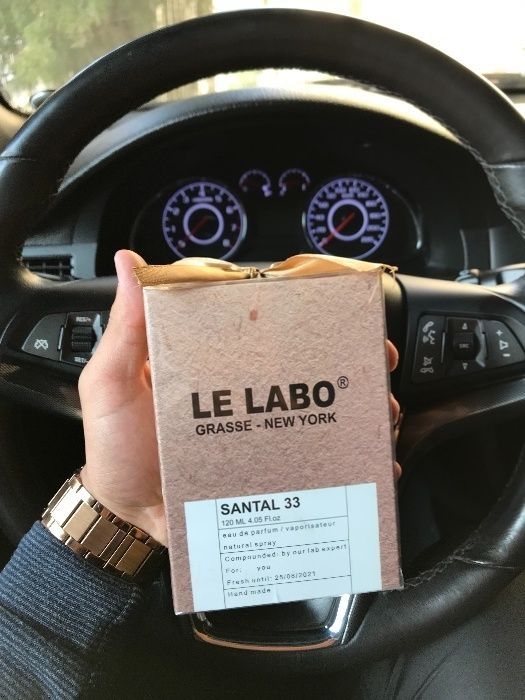 LE LABO®
GRASSE - NEW YORK
SANTAL 33
120 ML 4.05 Fl.oz
eau de parfum / vaporisateur
natural spray
Compounded: by our lab expert
For: you
Fresh until: 25/08/2021
Hand made